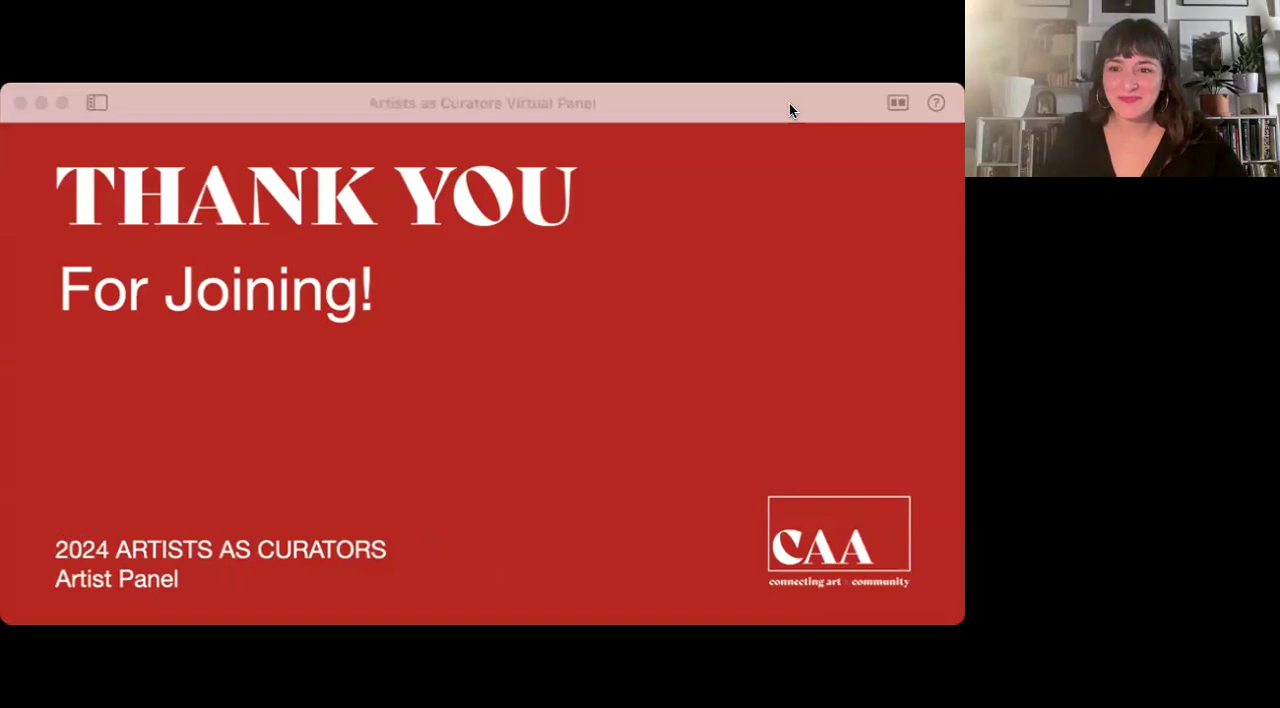 Artists as Curators Virtual Panel
THANK YOU
For Joining!
2024 ARTISTS AS CURATORS
Artist Panel
CAA
connecting art community